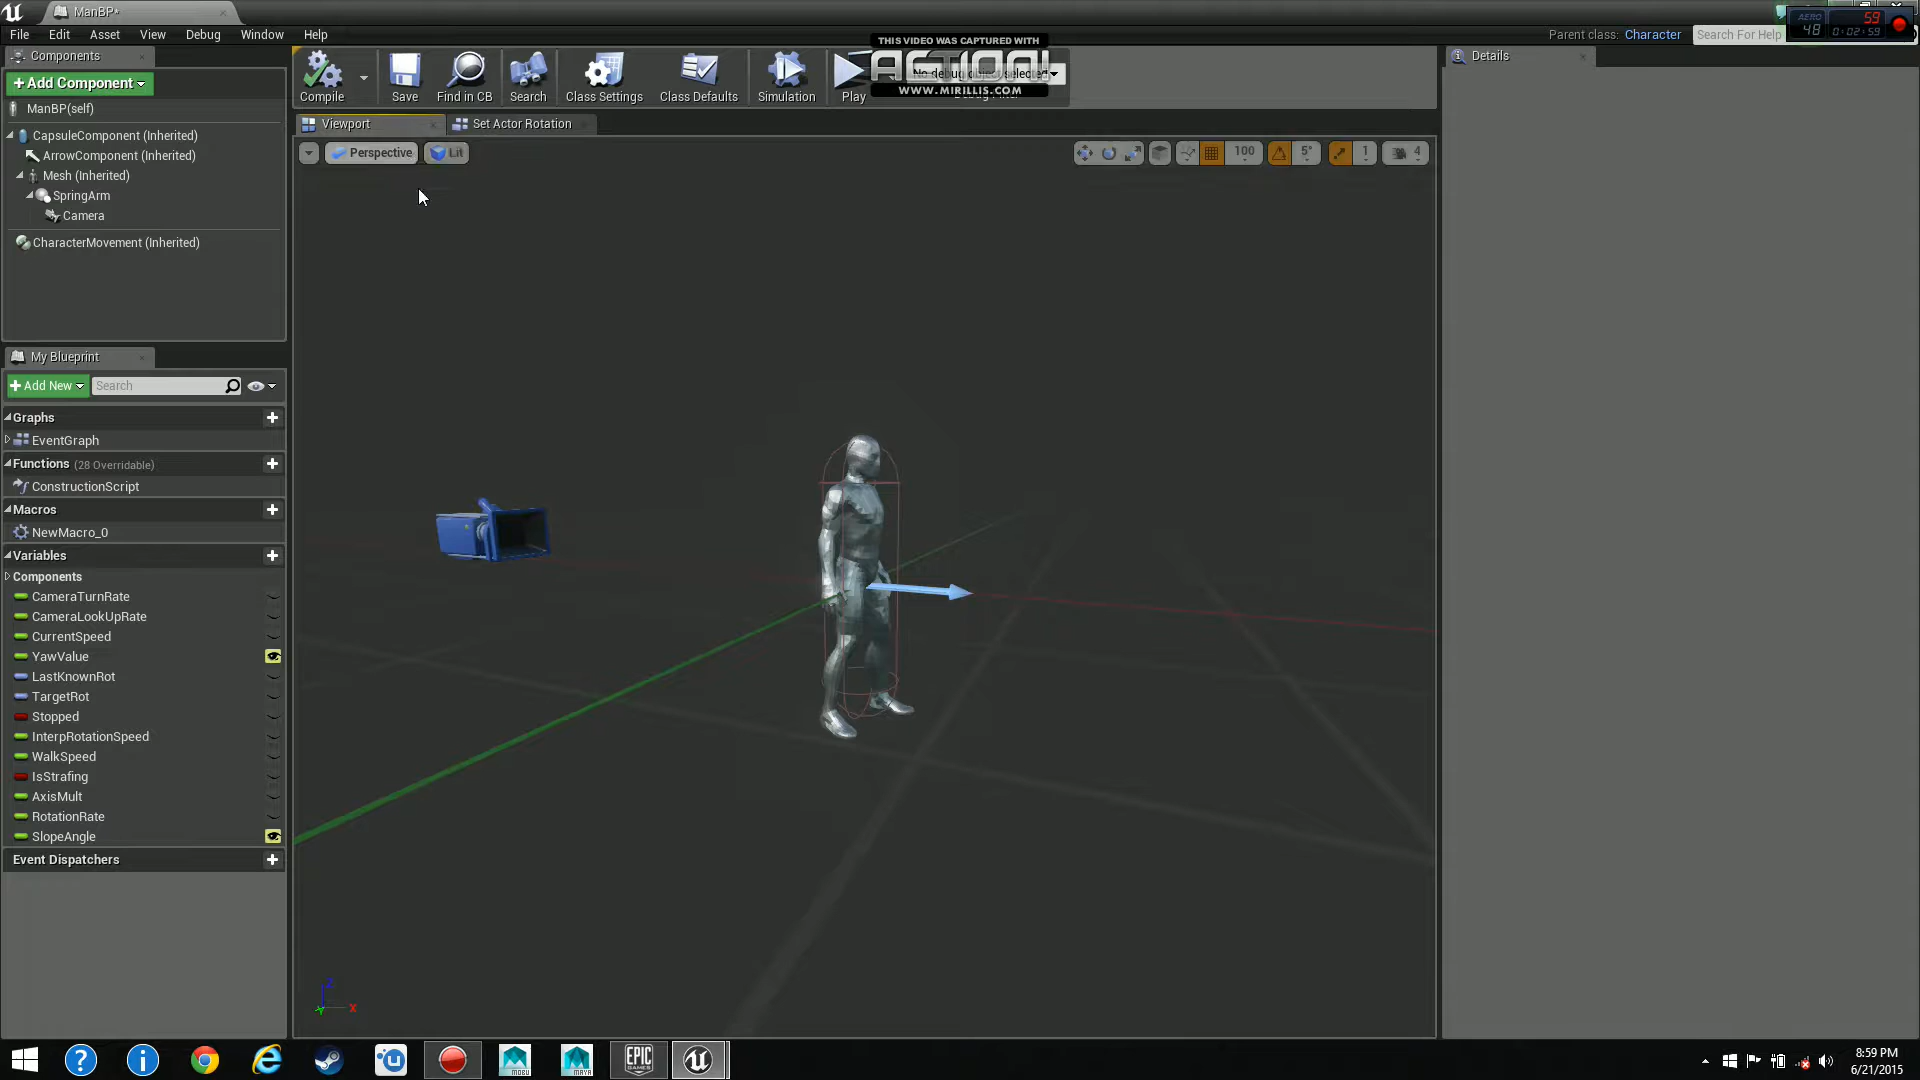 ManBP*
File Edit Asset View Debug Window Help
Parent class: Character
Search For Help
AERO 48 59 0:02:59
Components
+ Add Component
ManBP(self)
CapsuleComponent (Inherited)
ArrowComponent (Inherited)
Mesh (Inherited)
SpringArm
Camera
CharacterMovement (Inherited)
Compile
Save
Find in CB
Search
Class Settings
Class Defaults
Simulation
Play
THIS VIDEO WAS CAPTURED WITH
ACTION!
WWW.MIRILLIS.COM
No debug object selected
Details
Viewport
Set Actor Rotation
Perspective
Lit
100
5°
1
4
My Blueprint
+ Add New
Search
Graphs
EventGraph
Functions (28 Overridable)
ConstructionScript
Macros
NewMacro_0
Variables
Components
CameraTurnRate
CameraLookUpRate
CurrentSpeed
YawValue
LastKnownRot
TargetRot
Stopped
InterpRotationSpeed
WalkSpeed
IsStrafing
AxisMult
RotationRate
SlopeAngle
Event Dispatchers
Z
X
Y
MOBU
MAYA
EPIC GAMES
8:59 PM
6/21/2015